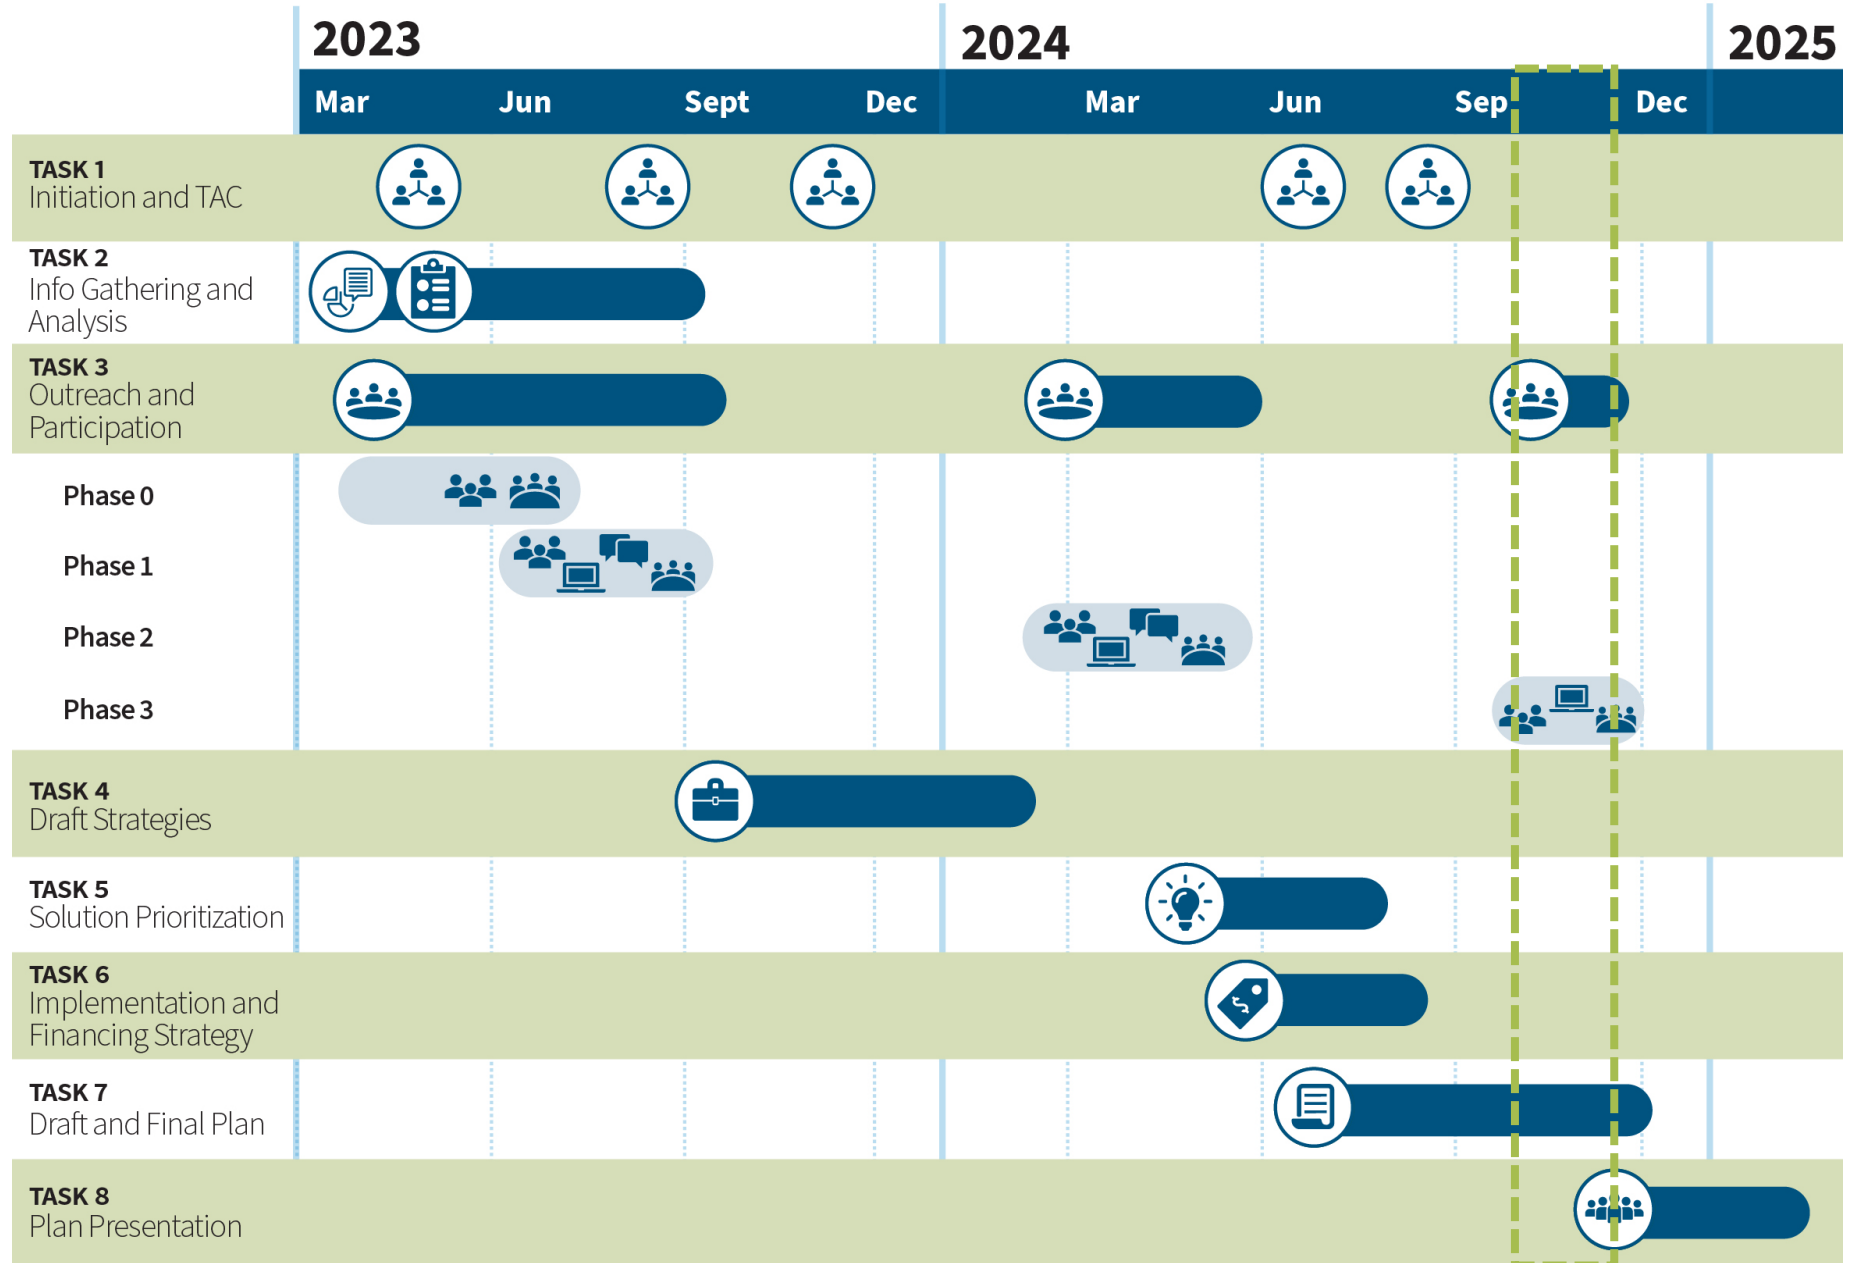 2023
2024
2025
Mar Jun Sept Dec Mar Jun Sep Dec
TASK 1
Initiation and TAC
TASK 2
Info Gathering and
Analysis
TASK 3
Outreach and
Participation
Phase 0
Phase 1
Phase 2
Phase 3
TASK 4
Draft Strategies
TASK 5
Solution Prioritization
TASK 6
Implementation and
Financing Strategy
TASK 7
Draft and Final Plan
TASK 8
Plan Presentation